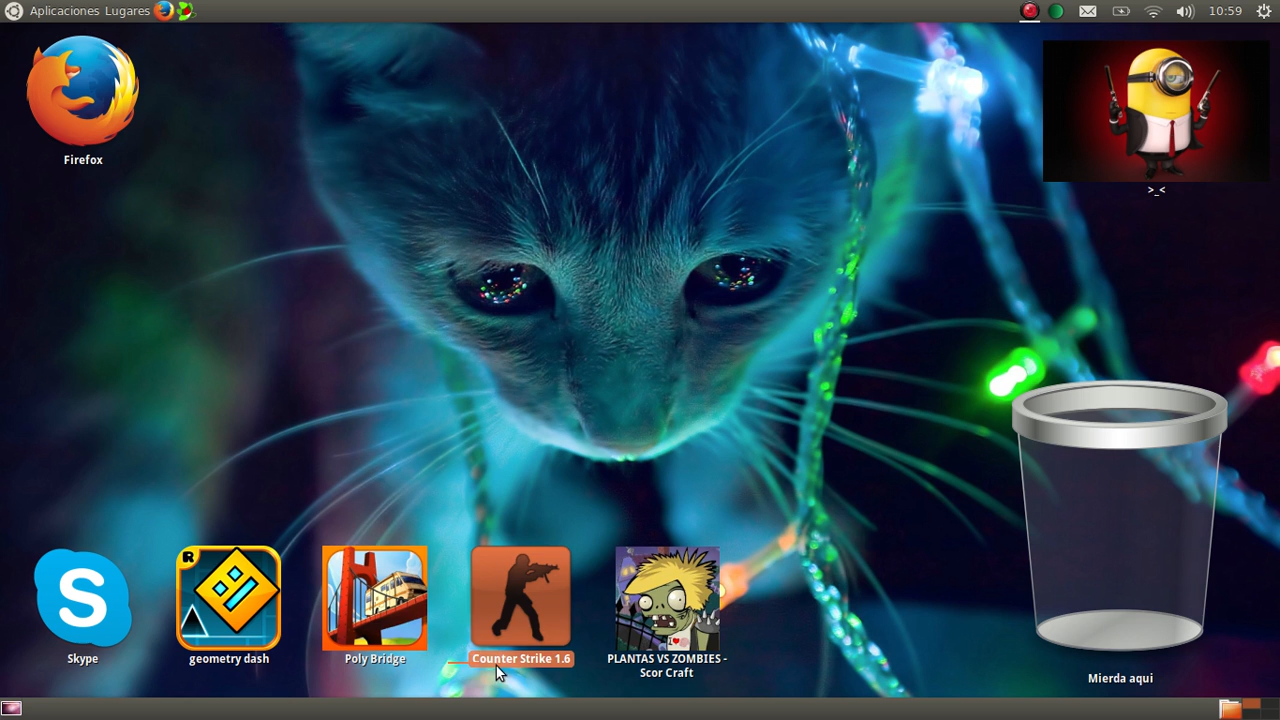 Aplicaciones Lugares
10:59
Firefox
>_<
Skype
geometry dash
Poly Bridge
Counter Strike 1.6
PLANTAS VS ZOMBIES -
Scor Craft
Mierda aqui